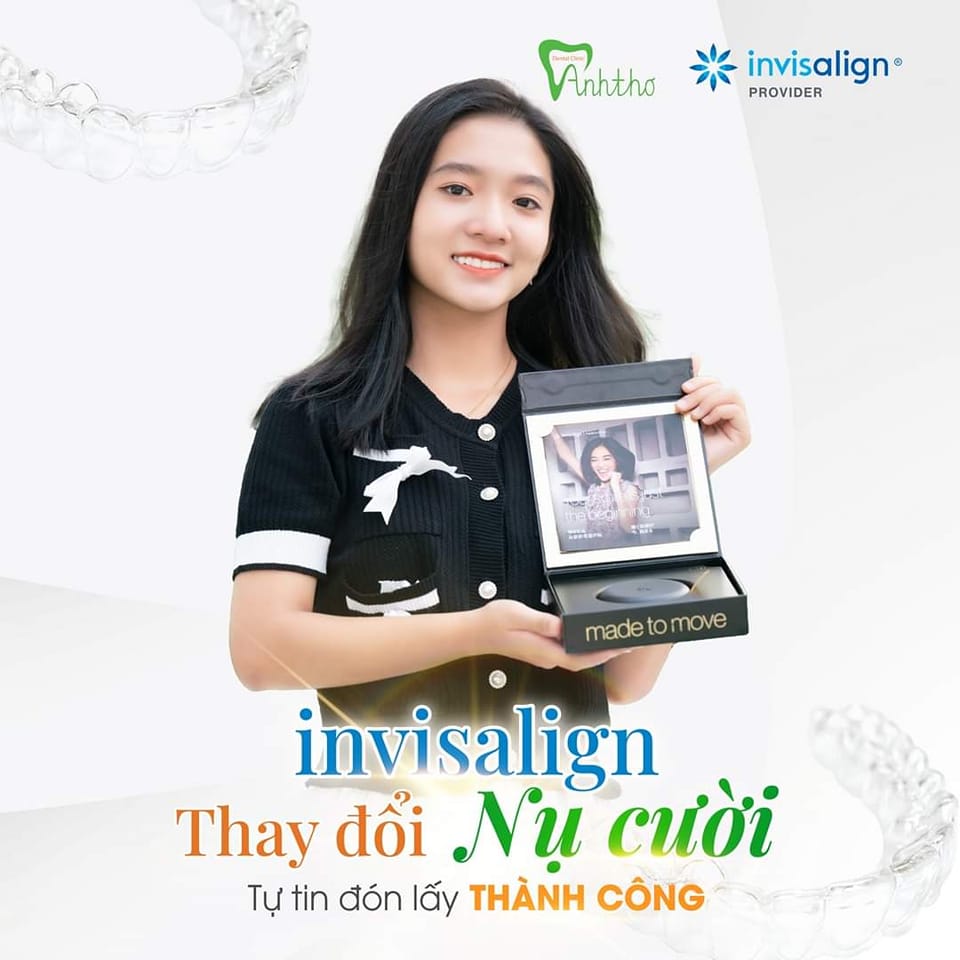 Dental Clinic
Anhthơ
invisalign®
PROVIDER
the beginning
made to move
invisalign
Thay đổi Nụ cười
Tự tin đón lấy THÀNH CÔNG